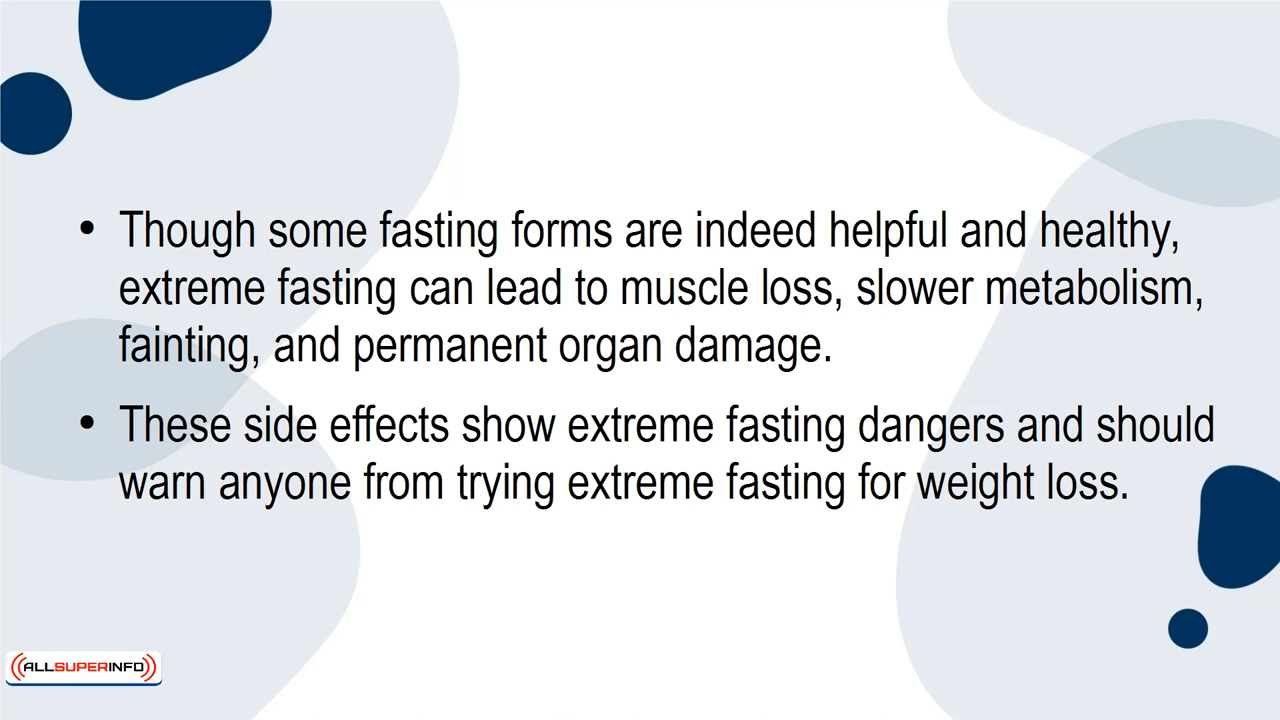 • Though some fasting forms are indeed helpful and healthy,
extreme fasting can lead to muscle loss, slower metabolism,
fainting, and permanent organ damage.
• These side effects show extreme fasting dangers and should
warn anyone from trying extreme fasting for weight loss.
ALLSUPERINFO